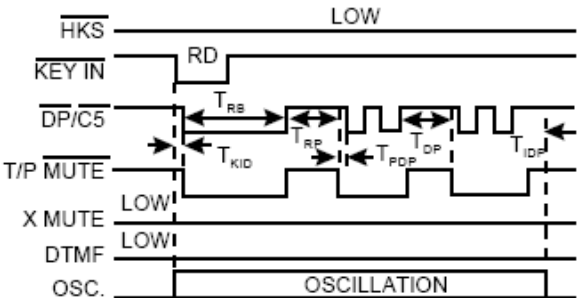 HKS LOW
KEY IN RD
DP/C5 TRB TRP TDP TIDP
TKID TPDP
T/P MUTE
X MUTE LOW
DTMF LOW
OSC. OSCILLATION